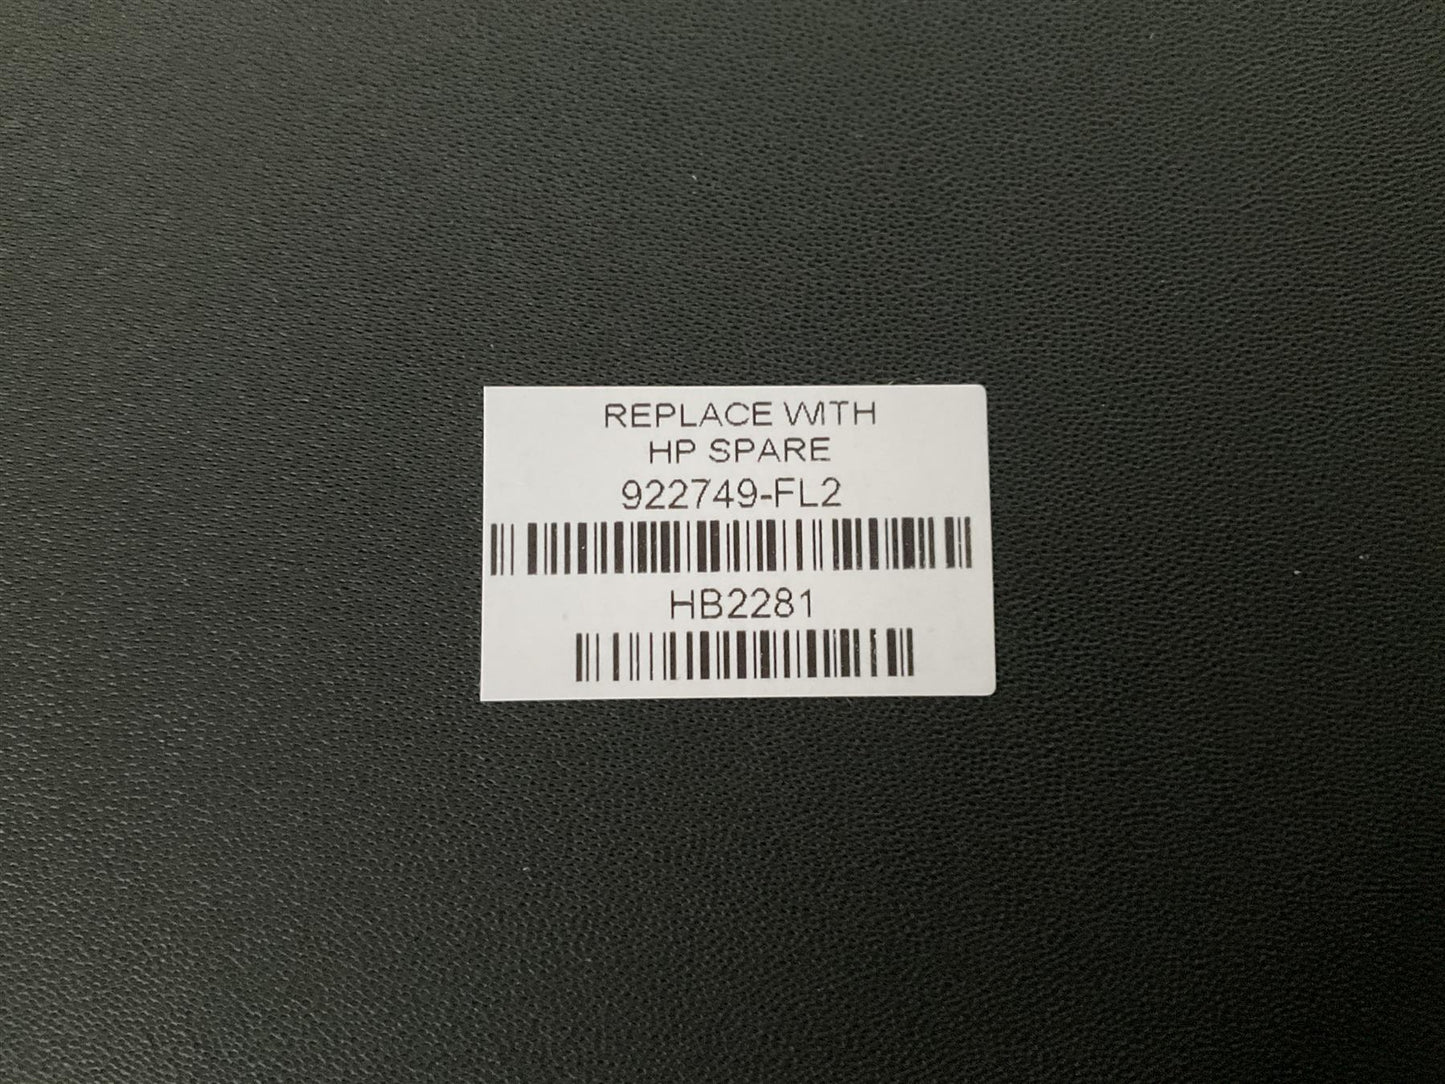 REPLACE WITH
HP SPARE
922749-FL2
HB2281